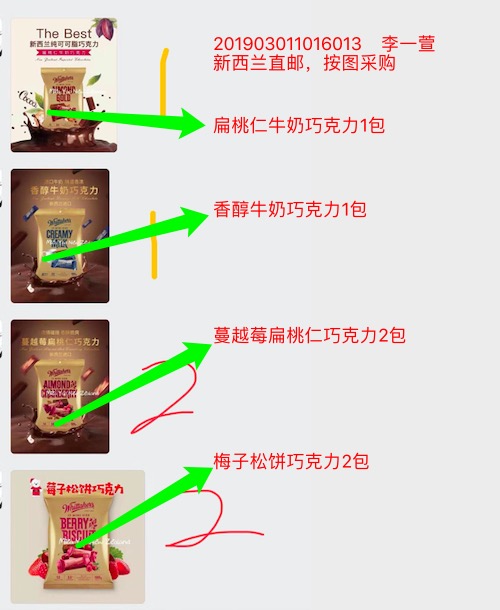 The Best
新西兰纯可可脂巧克力
201903011016013 李一萱
新西兰直邮，按图采购
Whittaker's
ALMOND
GOLD
Cocoa
1
扁桃仁牛奶巧克力1包
香醇牛奶巧克力
Whittaker's
CREAMY
MILK
1
香醇牛奶巧克力1包
蔓越莓扁桃仁巧克力
Whittaker's
ALMOND
2
蔓越莓扁桃仁巧克力2包
莓子松饼巧克力
Whittaker's
BERRY
BISCUIT
2
梅子松饼巧克力2包